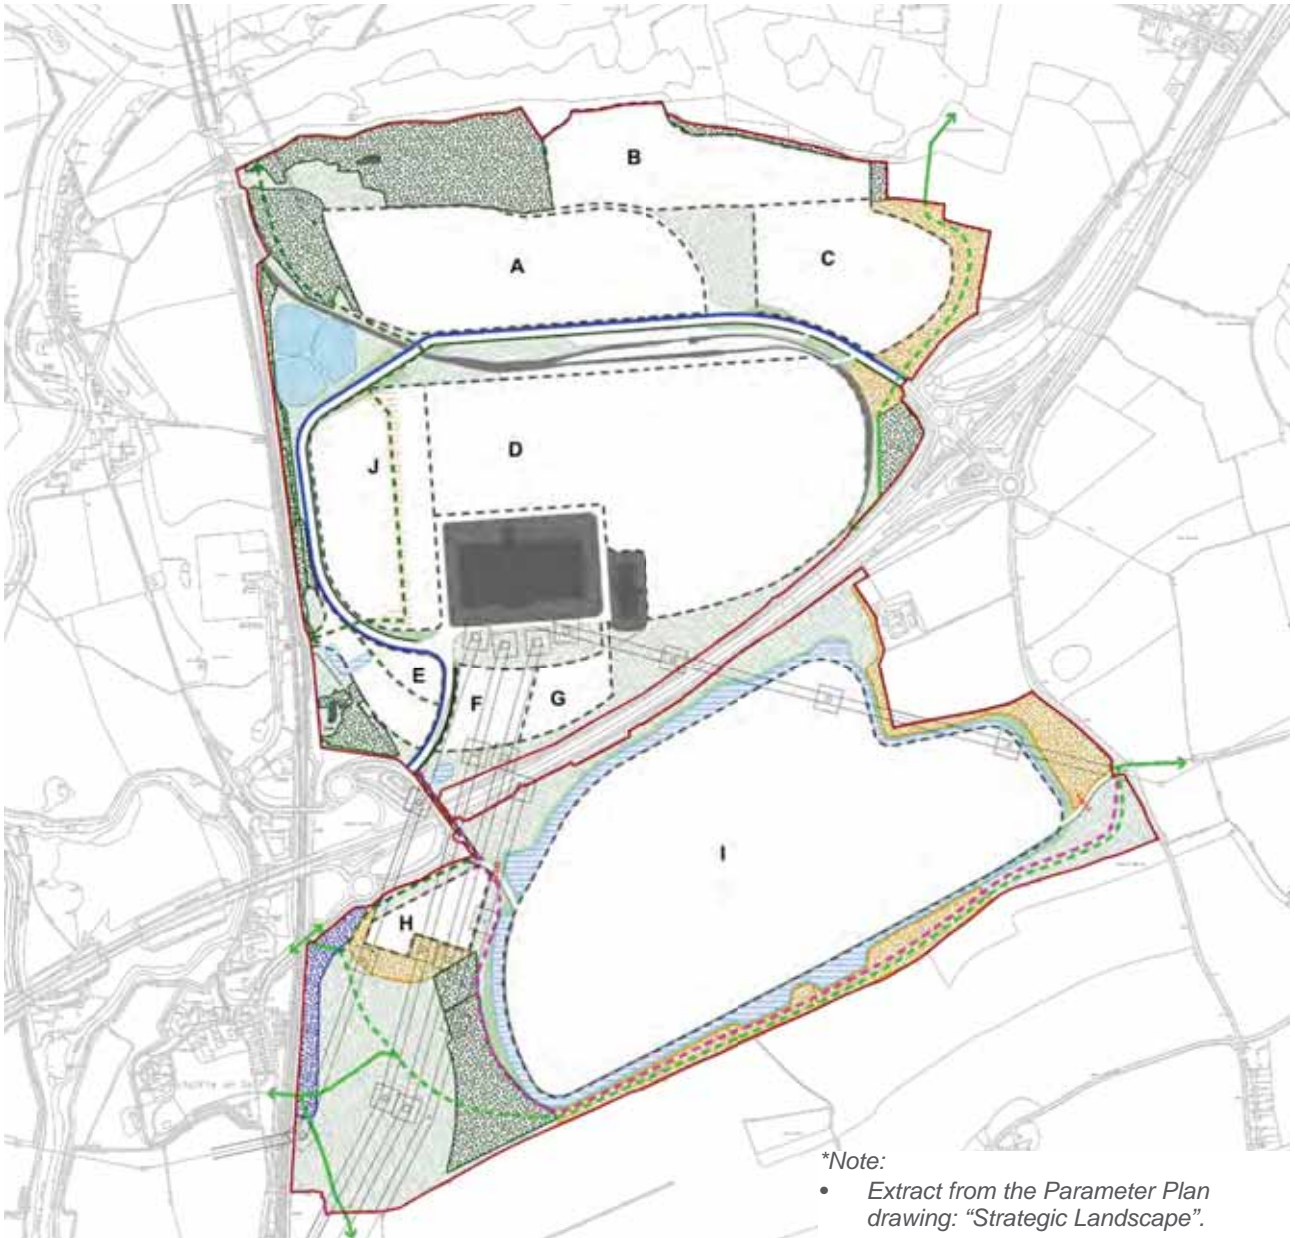 B
A
C
J
D
E
F
G
I
H
*Note:
• Extract from the Parameter Plan
drawing: “Strategic Landscape”.